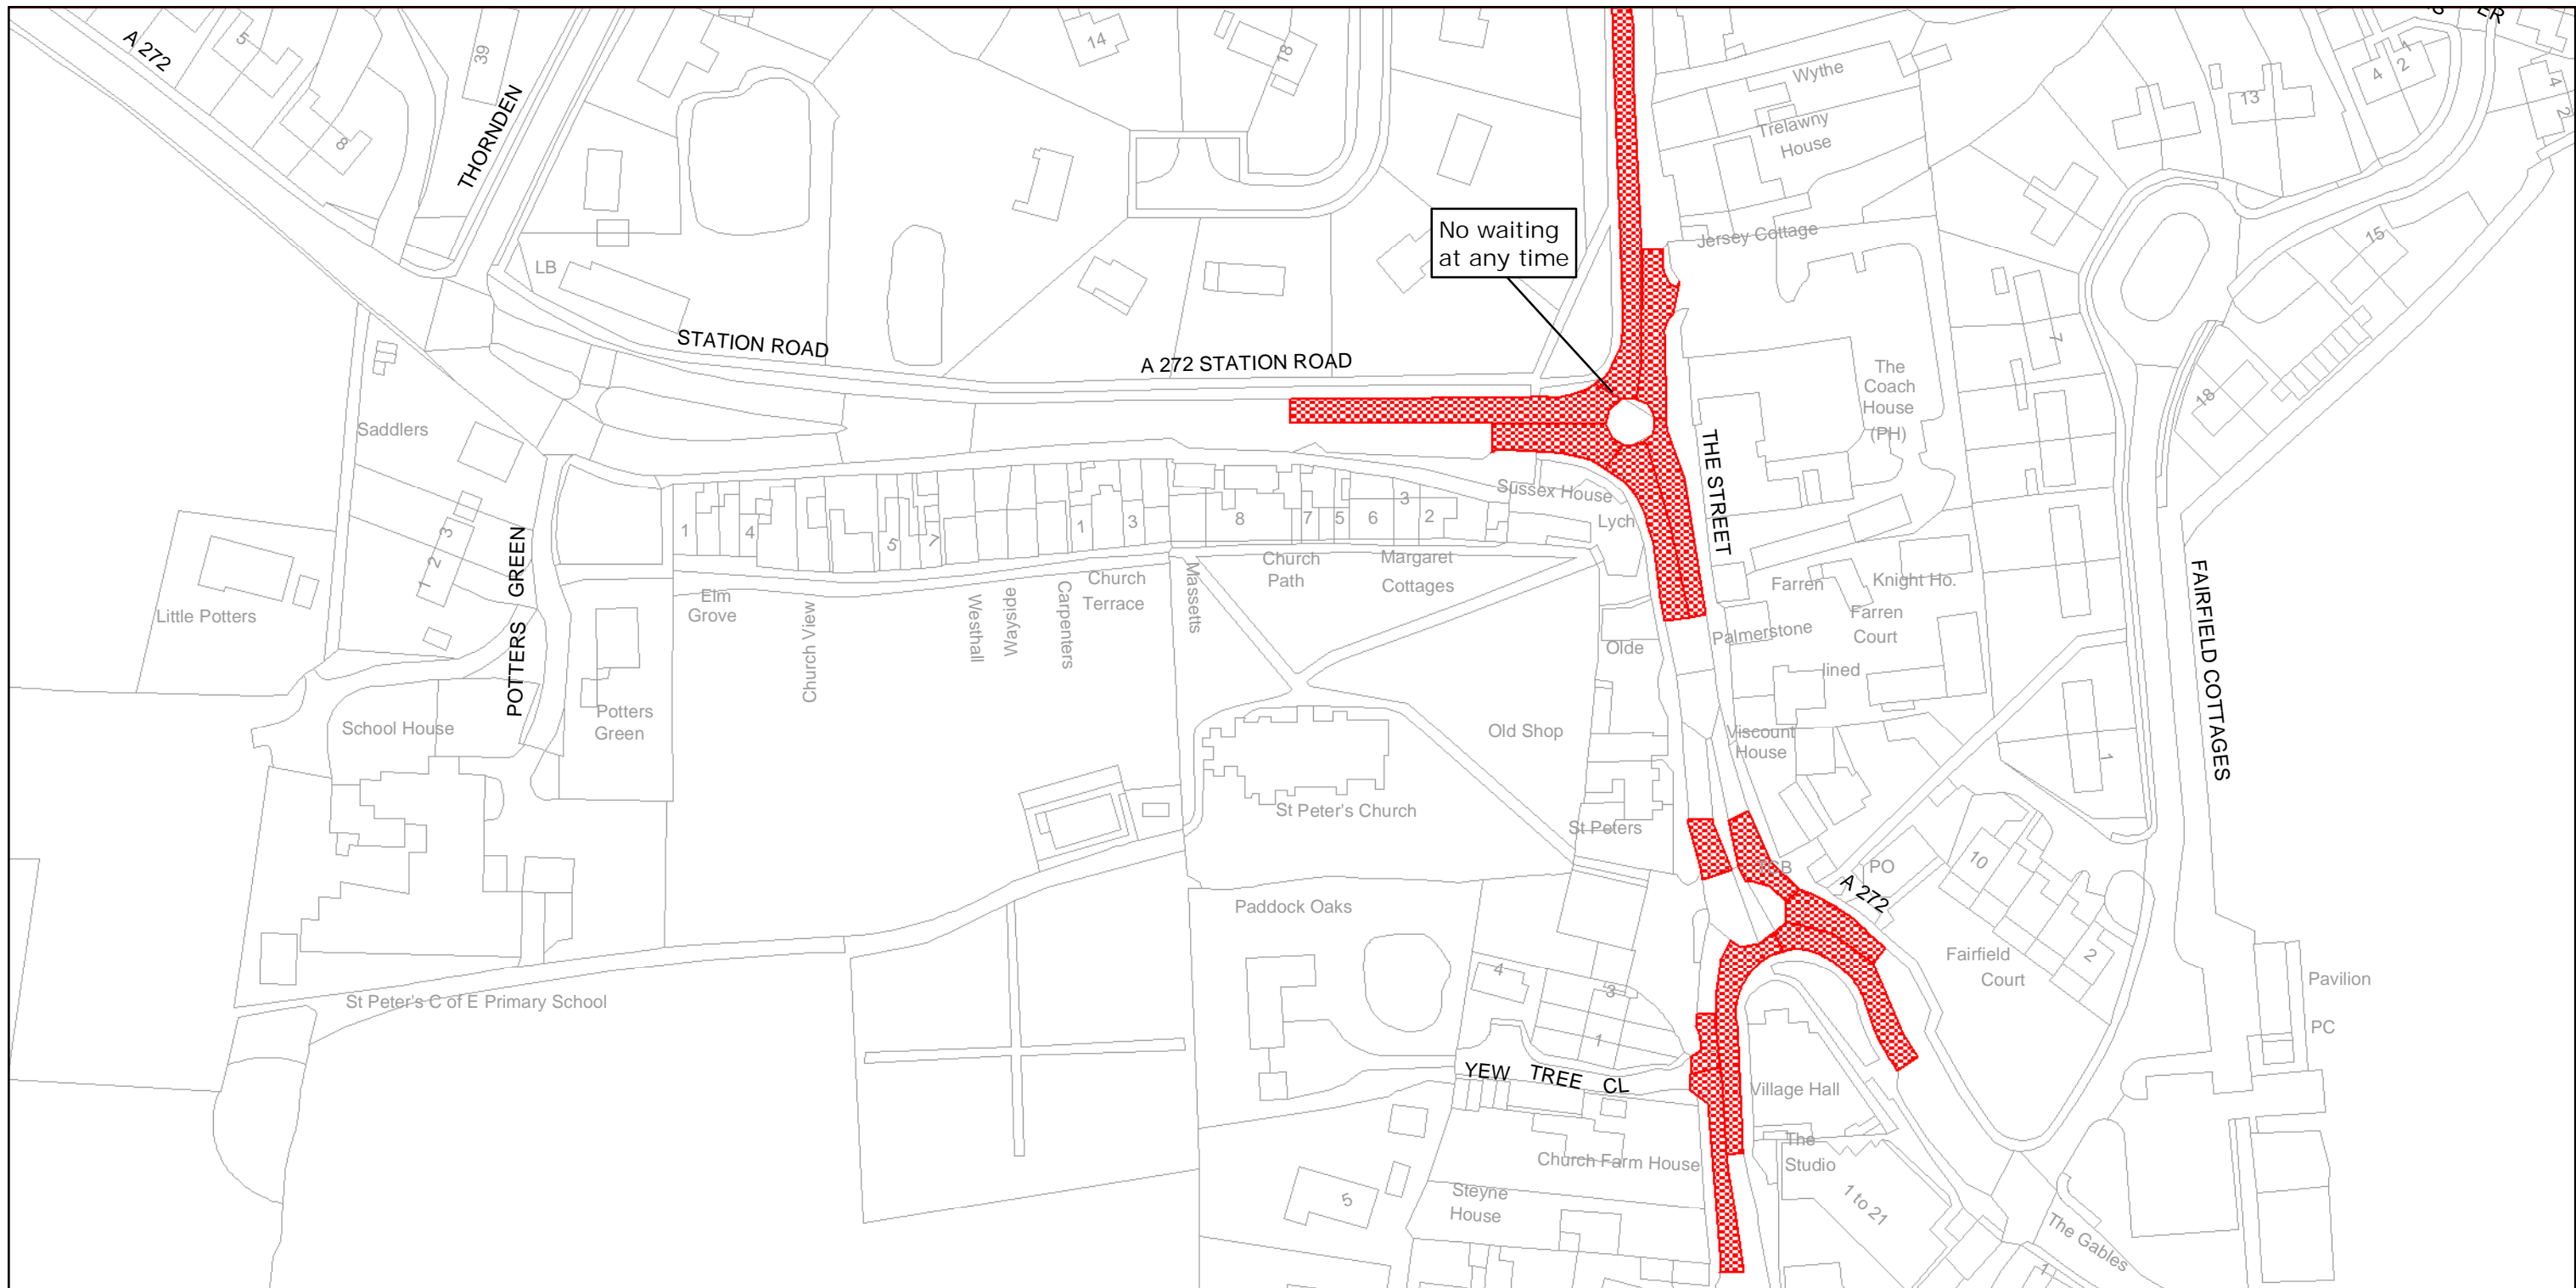 A 272
5
39
8
THORNDEN
14
18
Wythe
Trelawny
House
Jersey Cottage
13
4
2
1
4
2
ER
15
LB
No waiting
at any time
STATION ROAD
A 272 STATION ROAD
7
18
The
Coach
House
(PH)
Saddlers
THE STREET
Sussex House
Lych
1
4
5
7
1
3
8
7
5
6
3
2
1 2 3
POTTERS GREEN
Little Potters
Elm
Grove
Church View
Westhall
Wayside
Carpenters
Church
Terrace
Massetts
Church
Path
Margaret
Cottages
Farren
Knight Ho.
Farren
Court
Palmerstone
Olde
lined
FAIRFIELD COTTAGES
School House
Potters
Green
Old Shop
Viscount
House
1
St Peter's Church
St Peters
PO
A 272
10
2
Paddock Oaks
Fairfield
Court
Pavilion
PC
St Peter's C of E Primary School
4
3
1
YEW TREE CL
Village Hall
The
Studio
Church Farm House
1 to 21
5
Steyne
House
The Gables
1